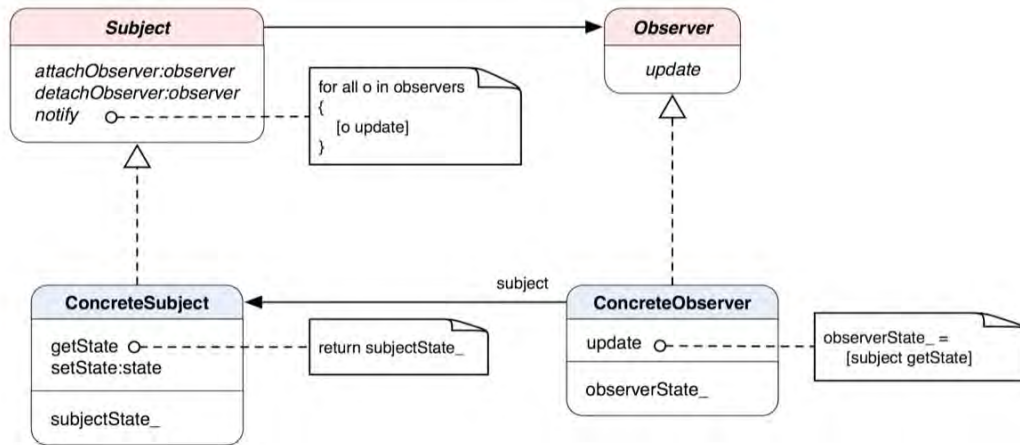 Subject
attachObserver:observer
detachObserver:observer
notify
for all o in observers
{
[o update]
}
Observer
update
subject
ConcreteSubject
getState
setState:state
subjectState_
return subjectState_
ConcreteObserver
update
observerState_
observerState_ =
[subject getState]